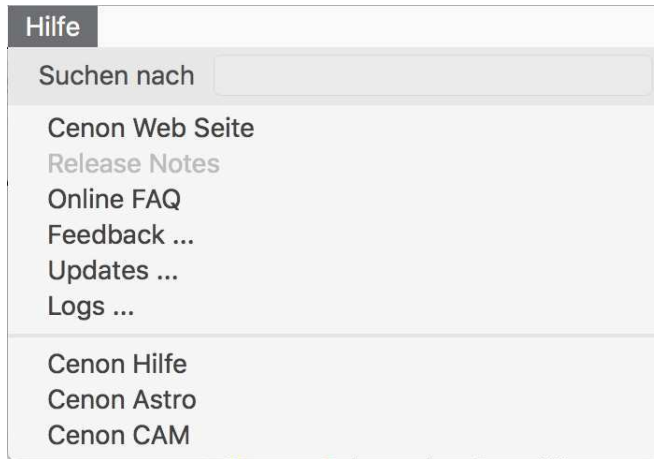 Hilfe
Suchen nach
Cenon Web Seite
Release Notes
Online FAQ
Feedback ...
Updates ...
Logs ...
Cenon Hilfe
Cenon Astro
Cenon CAM